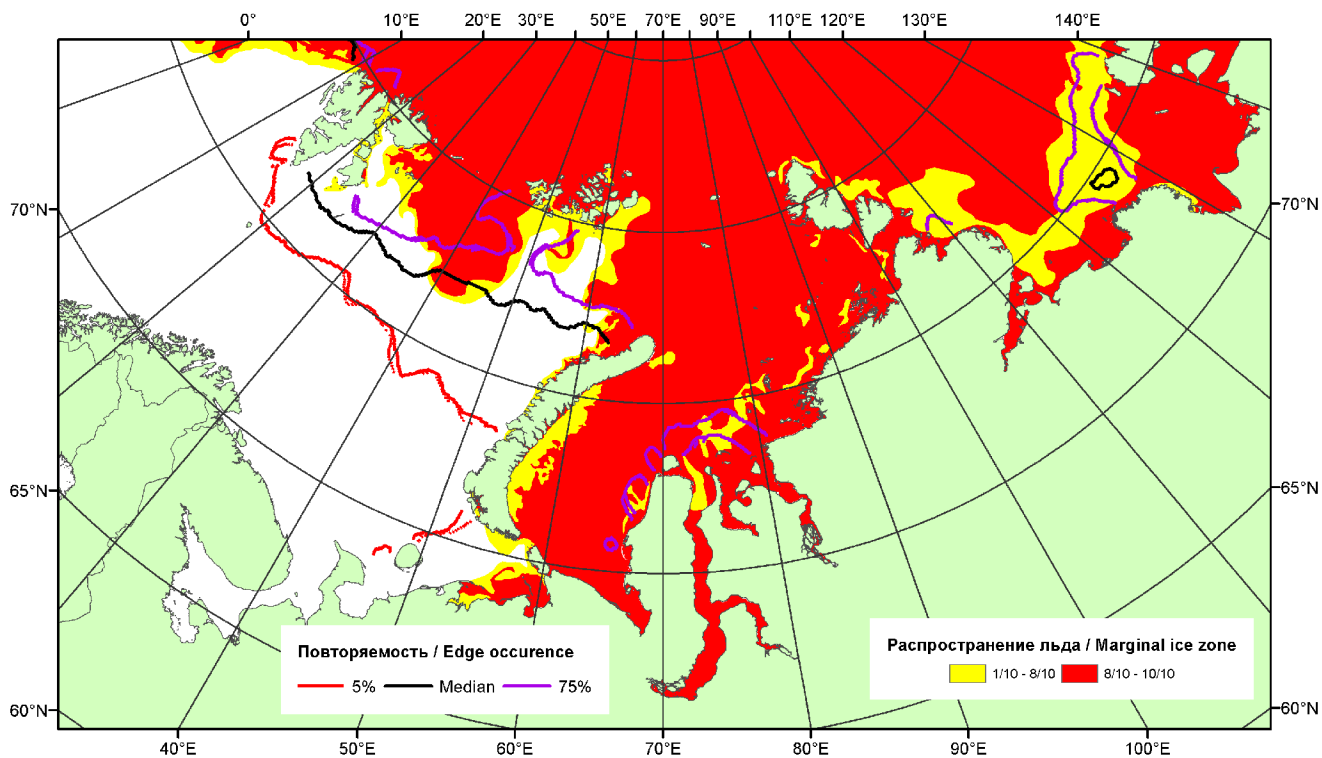 0° 10°E 20°E 30°E 50°E 70°E 90°E 110°E 120°E 130°E 140°E
70°N 70°N
65°N 65°N
60°N 60°N
Повторяемость / Edge occurence
5% Median 75%
Распространение льда / Marginal ice zone
1/10 - 8/10 8/10 - 10/10
40°E 50°E 60°E 70°E 80°E 90°E 100°E